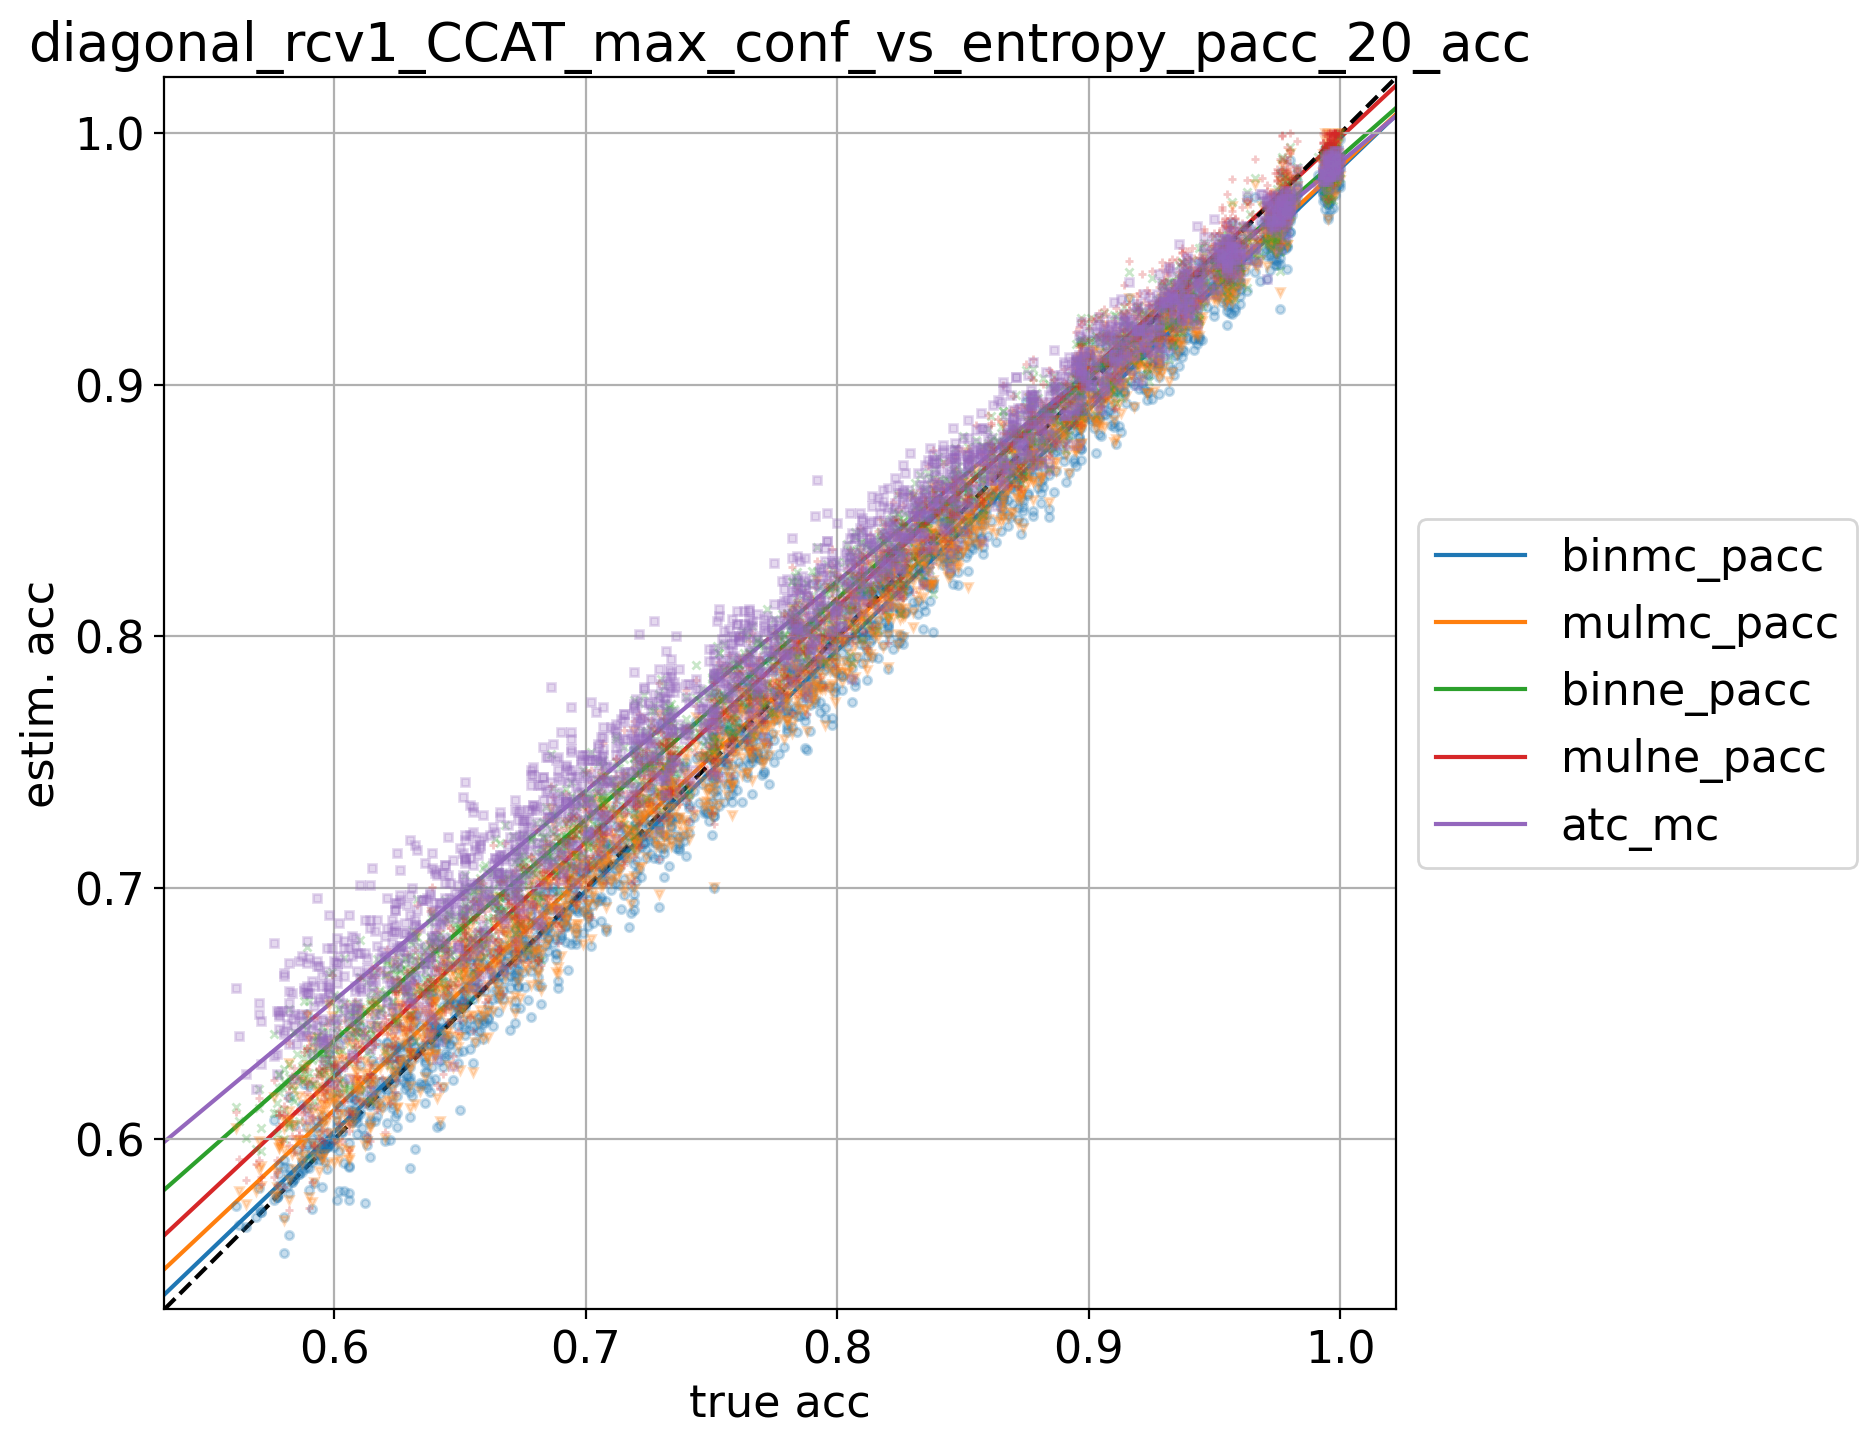 diagonal_rcv1_CCAT_max_conf_vs_entropy_pacc_20_acc
1.0
0.9
0.8
0.7
0.6
estim. acc
0.6 0.7 0.8 0.9 1.0
true acc
binmc_pacc
mulmc_pacc
binne_pacc
mulne_pacc
atc_mc